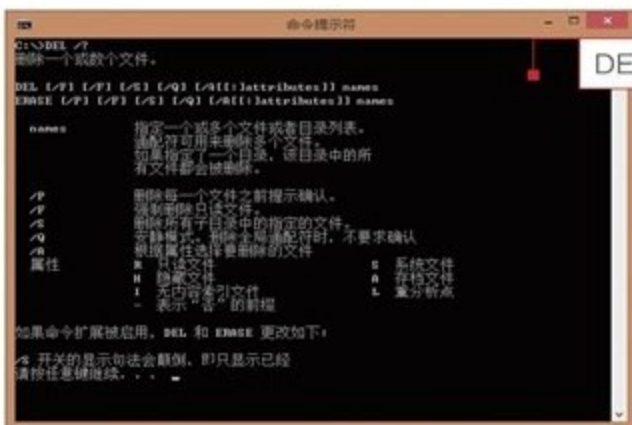 命令提示符
C:\>DEL /?
删除一个或数个文件。
DEL [/P] [/F] [/S] [/Q] [/A[[:]attributes]] names
ERASE [/P] [/F] [/S] [/Q] [/A[[:]attributes]] names
names 指定一个或多个文件或者目录列表。
通配符可用来删除多个文件。
如果指定了一个目录，该目录中的所
有文件都会被删除。
/P 删除每一个文件之前提示确认。
/F 强制删除只读文件。
/S 删除所有子目录中的指定的文件。
/Q 安静模式。删除全局通配符时，不要求确认
/A 根据属性选择要删除的文件
属性 R 只读文件 S 系统文件
H 隐藏文件 A 存档文件
I 无内容索引文件 L 重分析点
- 表示“否”的前缀
如果命令扩展被启用，DEL 和 ERASE 更改如下:
/S 开关的显示句法会颠倒，即只显示已经
请按任意键继续. . .
DE